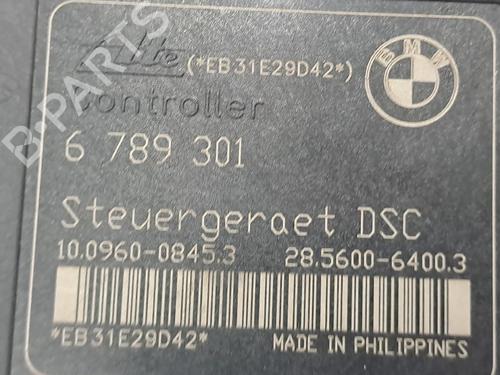 Ate (*EB31E29D42*)
BMW
Controller
6 789 301
Steuergeraet DSC
10.0960-0845.3 28.5600-6400.3
*EB31E29D42* MADE IN PHILIPPINES
B-PARTS